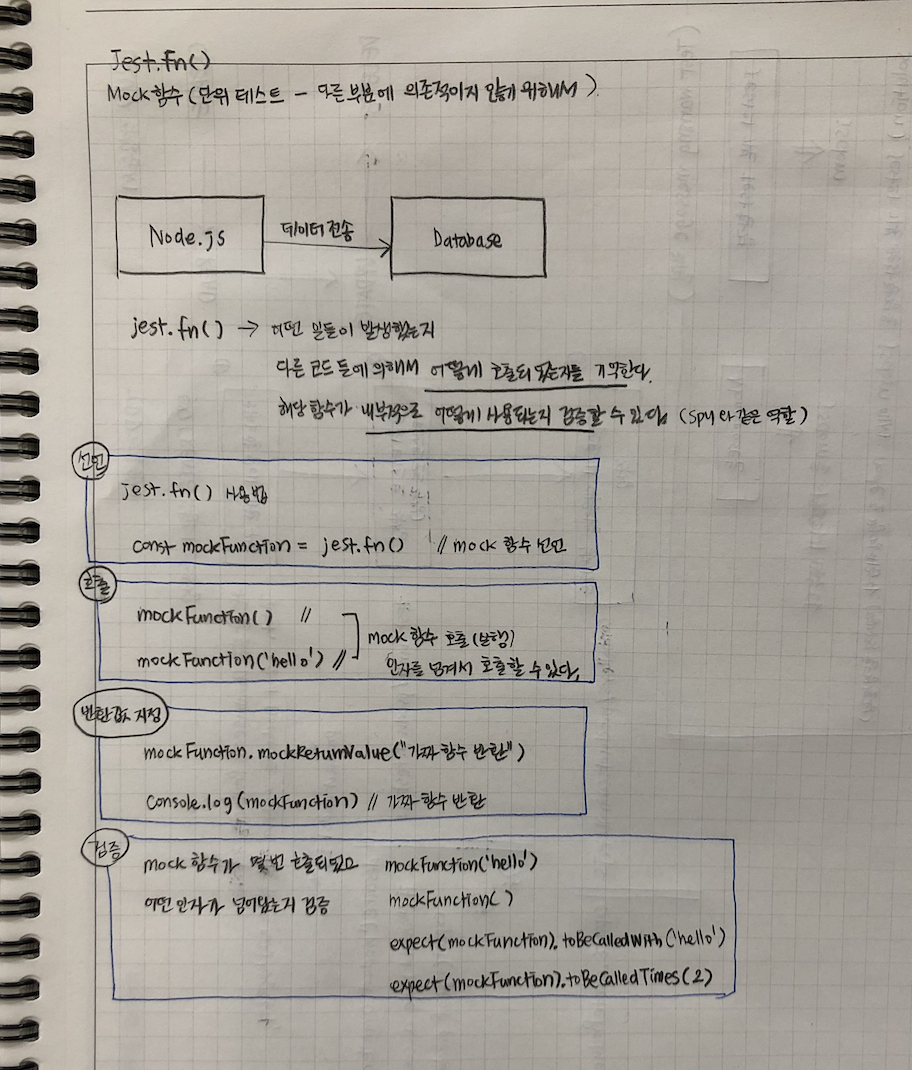 Jest.fn()
Mock함수 (단위 테스트 - 다른 부분에 의존적이지 않기 위해서)
Node.js
데이터 전송
Database
jest.fn() → 어떤 일들이 발생했는지
다른 코드들에 의해서 어떻게 호출되었는지를 기억한다.
해당 함수가 내부적으로 어떻게 사용되는지 검증할 수 있다. (spy와 같은 역할)
선언
jest.fn() 사용법
const mockFunction = jest.fn() // mock 함수 선언
호출
mockFunction() //
mockFunction('hello') //
mock 함수 호출 (실행)
인자를 넘겨서 호출할 수 있다.
반환값 지정
mockFunction.mockReturnValue("가짜 함수 반환")
Console.log(mockFunction) // 가짜 함수 반환
검증
mock 함수가 몇번 호출되었고
어떤 인자가 넘어왔는지 검증
mockFunction('hello')
mockFunction()
expect(mockFunction).toBeCalledWith('hello')
expect(mockFunction).toBeCalledTimes(2)